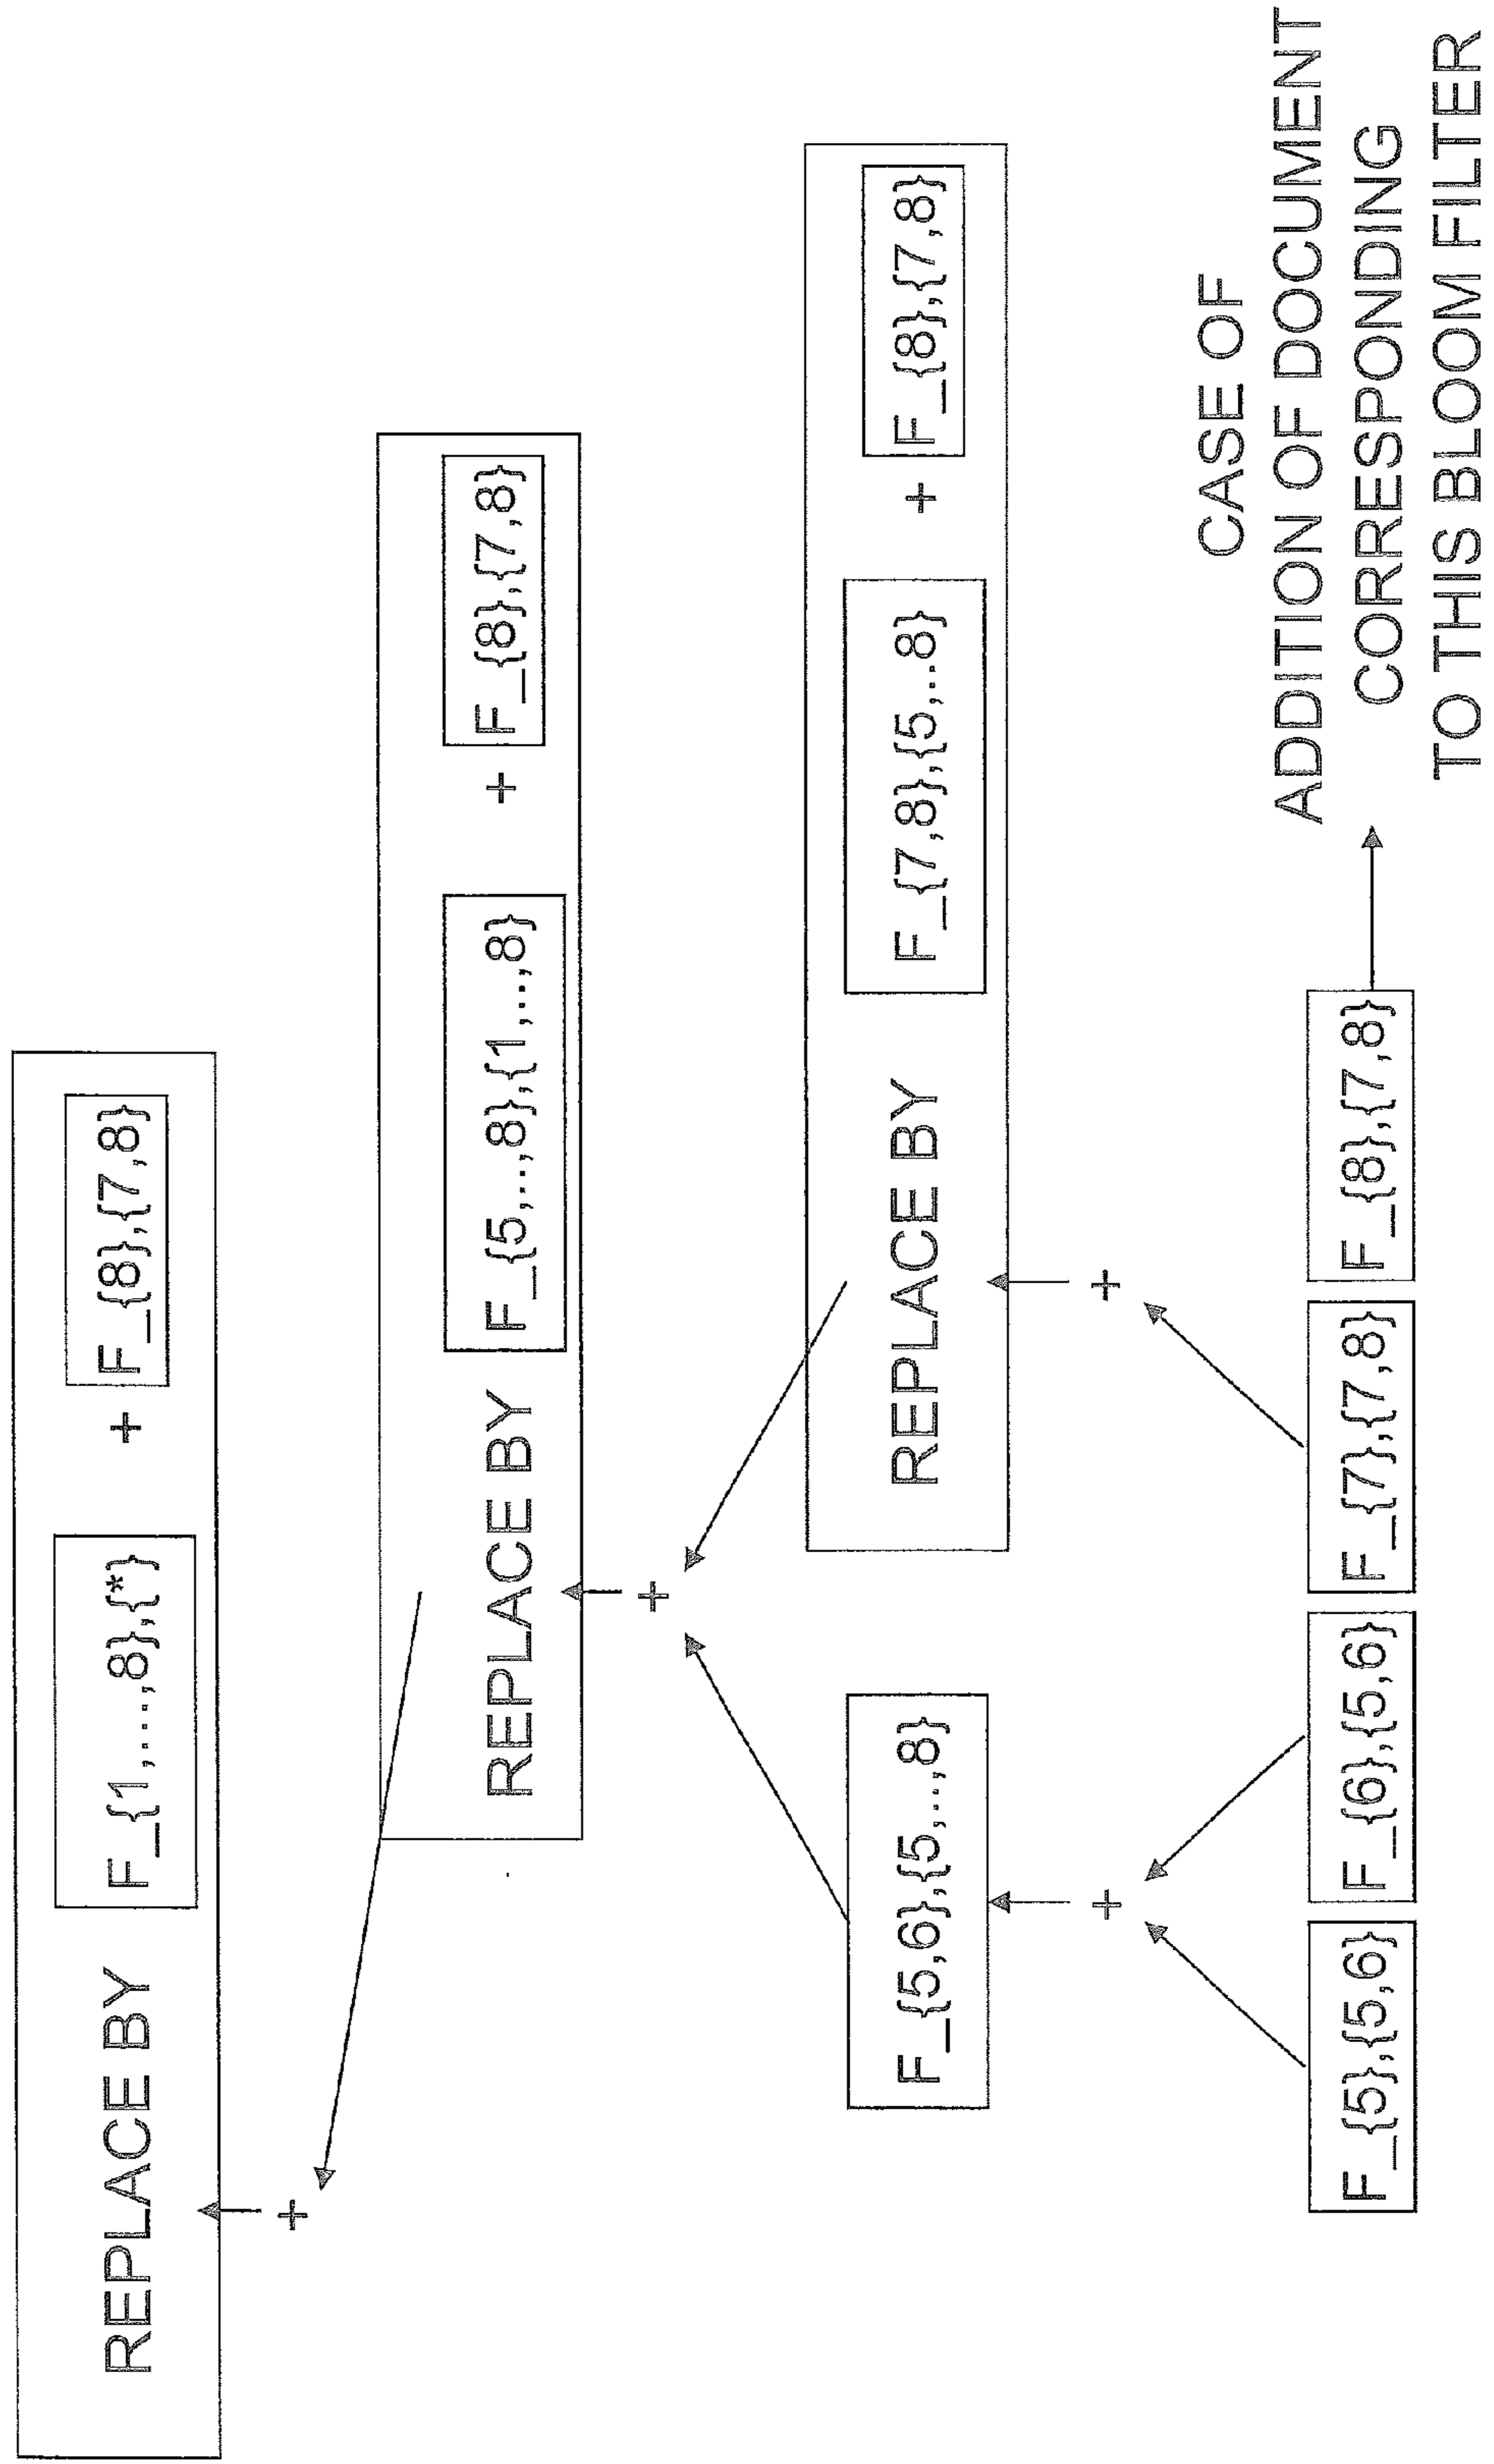 REPLACE BY F_{1,...,8},{*} + F_{8},{7,8}
+
REPLACE BY F_{5,..,8},{1,..,8} + F_{8},{7,8}
+
F_{5,6},{5,..,8}
REPLACE BY F_{7,8},{5,..8} + F_{8},{7,8}
+ +
F_{5},{5,6} F_{6},{5,6} F_{7},{7,8} F_{8},{7,8}
CASE OF
ADDITION OF DOCUMENT
CORRESPONDING
TO THIS BLOOM FILTER